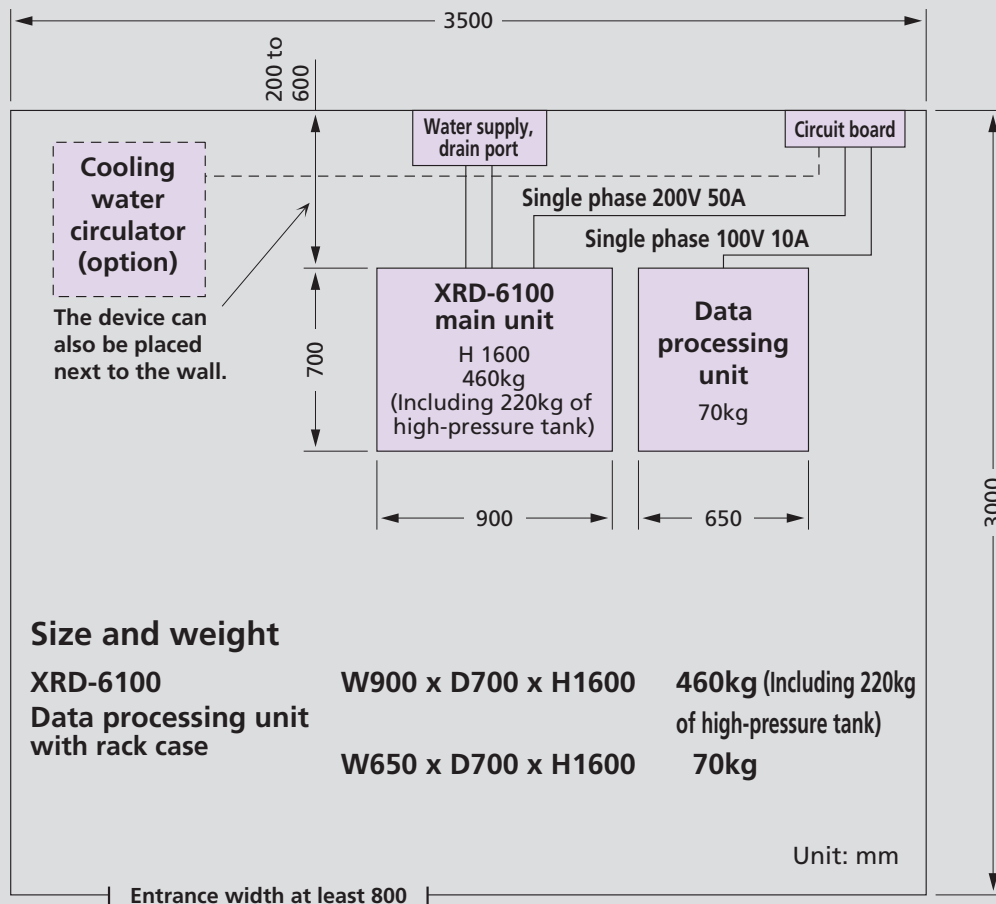 3500
200 to
600
Water supply,
drain port
Circuit board
Cooling
water
circulator
(option)
Single phase 200V 50A
Single phase 100V 10A
The device can
also be placed
next to the wall.
700
XRD-6100
main unit
H 1600
460kg
(Including 220kg of
high-pressure tank)
Data
processing
unit
70kg
900
650
3000
Size and weight
XRD-6100 W900 x D700 x H1600 460kg (Including 220kg
of high-pressure tank)
Data processing unit
with rack case
W650 x D700 x H1600 70kg
Unit: mm
Entrance width at least 800